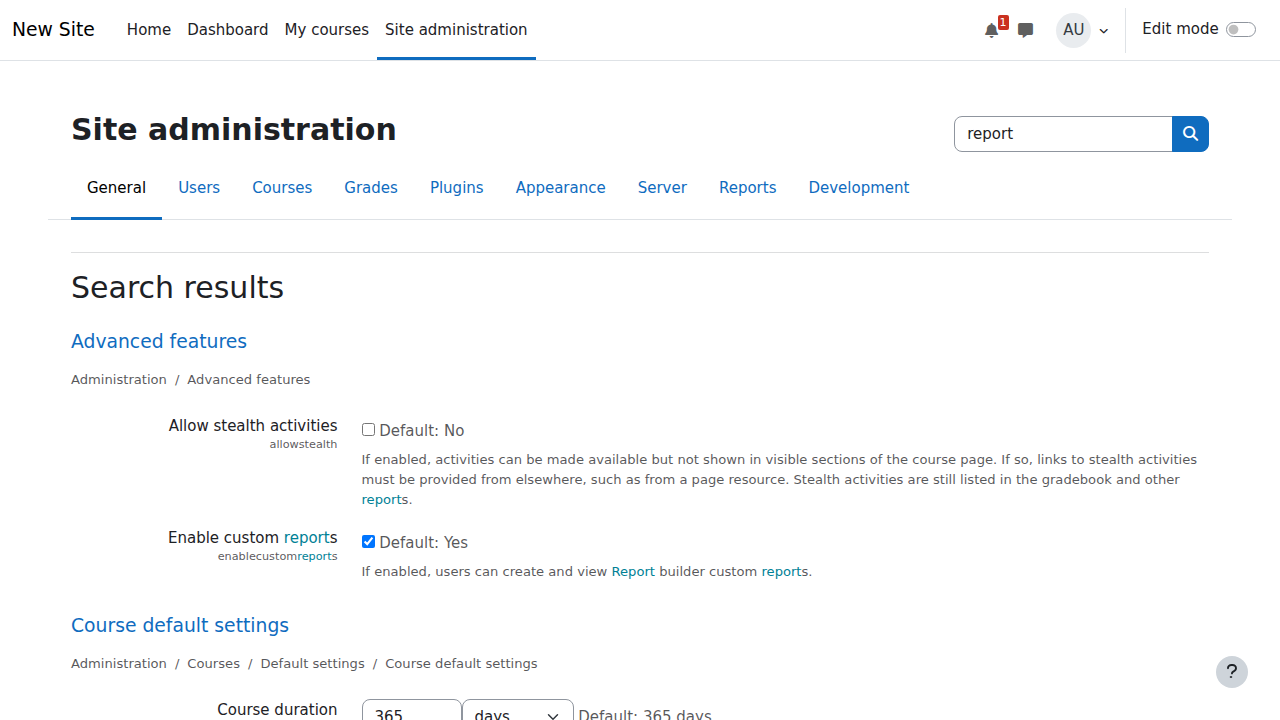 New Site
Home
Dashboard
My courses
Site administration
1
AU
Edit mode
Site administration
report
General
Users
Courses
Grades
Plugins
Appearance
Server
Reports
Development
Search results
Advanced features
Administration / Advanced features
Allow stealth activities
allowstealth
Default: No
If enabled, activities can be made available but not shown in visible sections of the course page. If so, links to stealth activities
must be provided from elsewhere, such as from a page resource. Stealth activities are still listed in the gradebook and other
reports.
Enable custom reports
enablecustomreports
Default: Yes
If enabled, users can create and view Report builder custom reports.
Course default settings
Administration / Courses / Default settings / Course default settings
Course duration
365
days
Default: 365 days
?